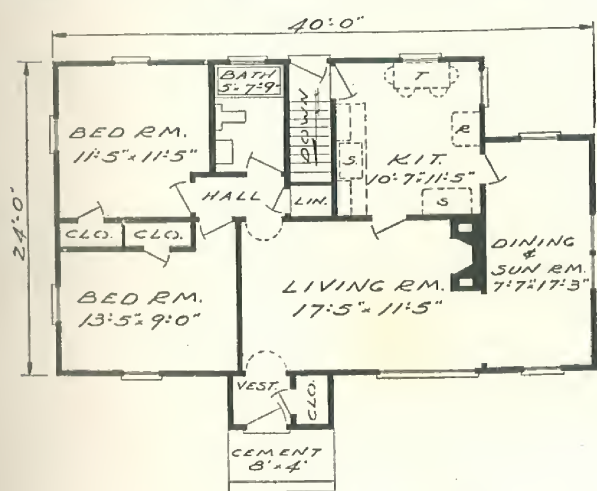 40'-0"
24'-0"
BED RM.
11'-5" x 11'-5"
BATH
5' x 7'-9"
DOWN
T
R
S
KIT.
10'-7" x 11'-5"
S
HALL
LIN.
CLO.
CLO.
DINING
&
SUN RM.
7'-7" x 17'-3"
BED RM.
13'-5" x 9'-0"
LIVING RM.
17'-5" x 11'-5"
VEST.
CLO.
CEMENT
8' x 4'